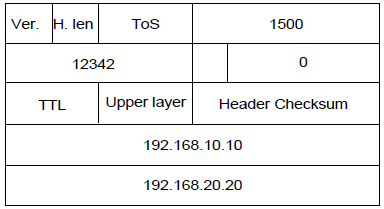 Ver. H. len ToS 1500
12342 0
TTL Upper layer Header Checksum
192.168.10.10
192.168.20.20